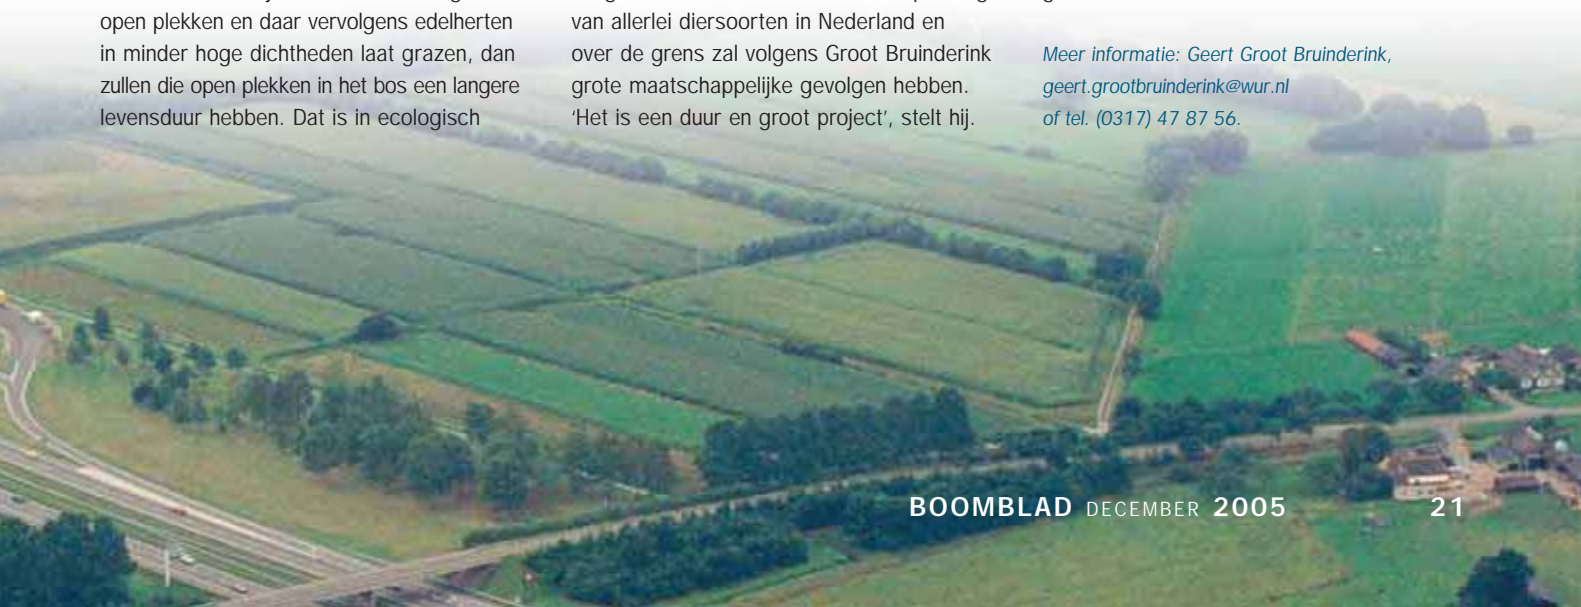 open plekken en daar vervolgens edelherten
in minder hoge dichtheden laat grazen, dan
zullen die open plekken in het bos een langere
levensduur hebben. Dat is in ecologisch
van allerlei diersoorten in Nederland en
over de grens zal volgens Groot Bruinderink
grote maatschappelijke gevolgen hebben.
'Het is een duur en groot project', stelt hij.
Meer informatie: Geert Groot Bruinderink,
geert.grootbruinderink@wur.nl
of tel. (0317) 47 87 56.
BOOMBLAD DECEMBER 2005 21